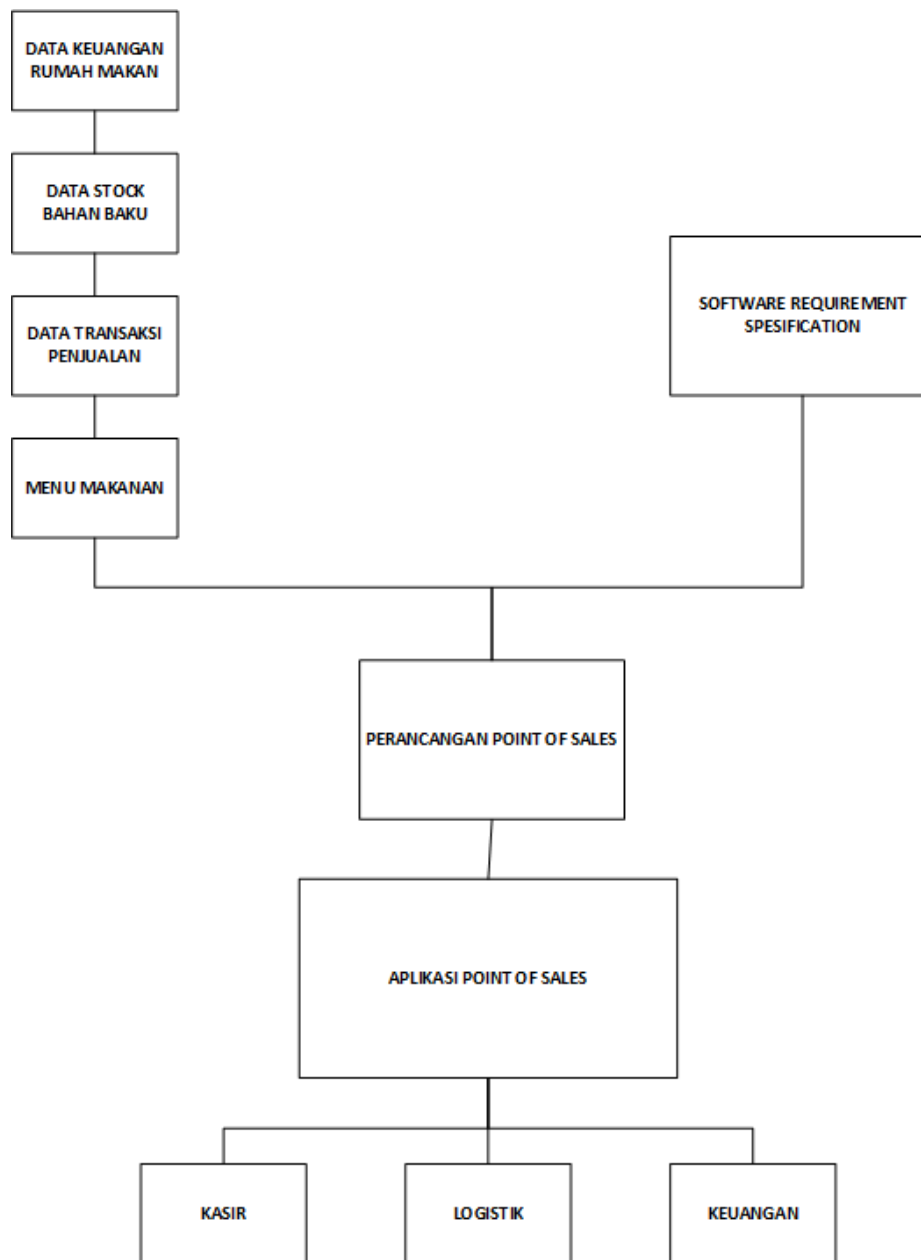 DATA KEUANGAN
RUMAH MAKAN
DATA STOCK
BAHAN BAKU
DATA TRANSAKSI
PENJUALAN
MENU MAKANAN
SOFTWARE REQUIREMENT
SPESIFICATION
PERANCANGAN POINT OF SALES
APLIKASI POINT OF SALES
KASIR
LOGISTIK
KEUANGAN